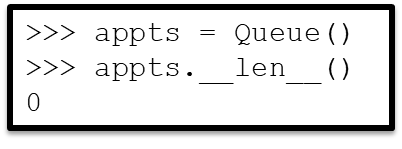 >>> appts = Queue()
>>> appts.__len__()
0